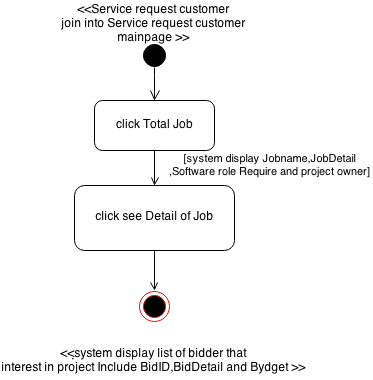 <<Service request customer
join into Service request customer
mainpage >>
click Total Job
[system display Jobname,JobDetail
,Software role Require and project owner]
click see Detail of Job
<<system display list of bidder that
interest in project Include BidID,BidDetail and Bydget >>